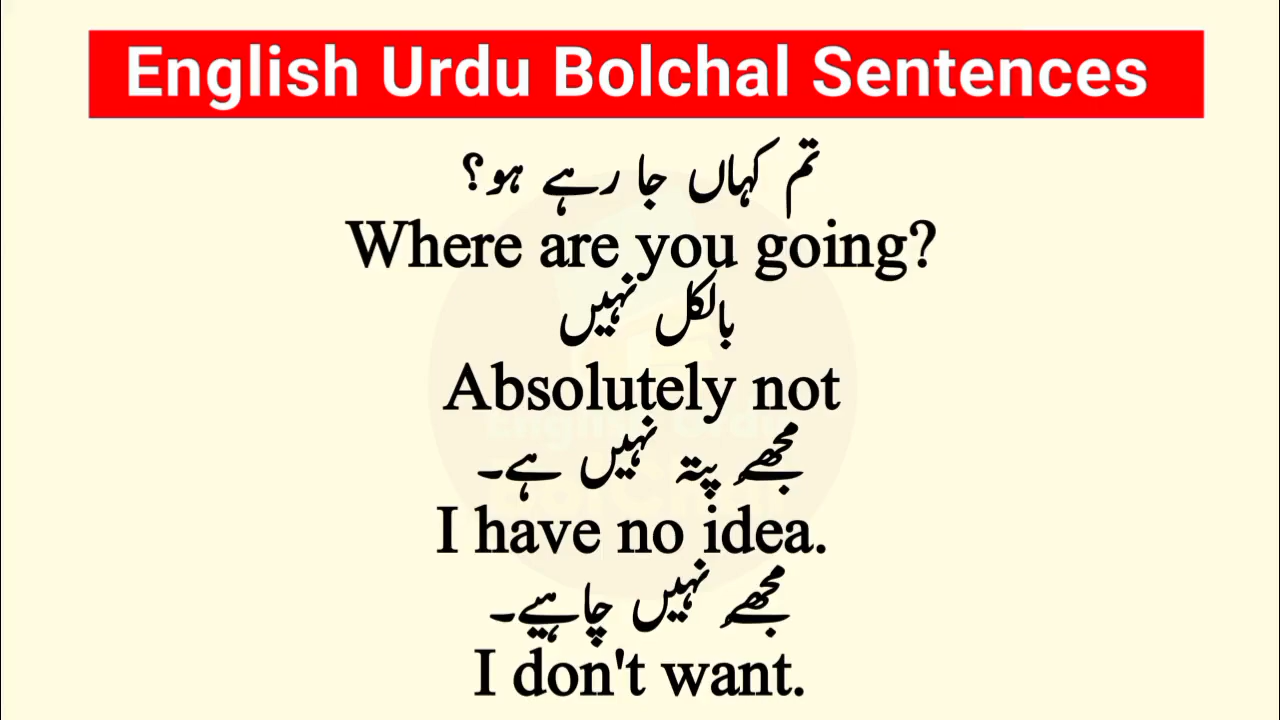 English Urdu Bolchal Sentences
تم کہاں جا رہے ہو؟
Where are you going?
بالکل نہیں
Absolutely not
مجھے پتہ نہیں ہے۔
I have no idea.
مجھے نہیں چاہیے۔
I don't want.